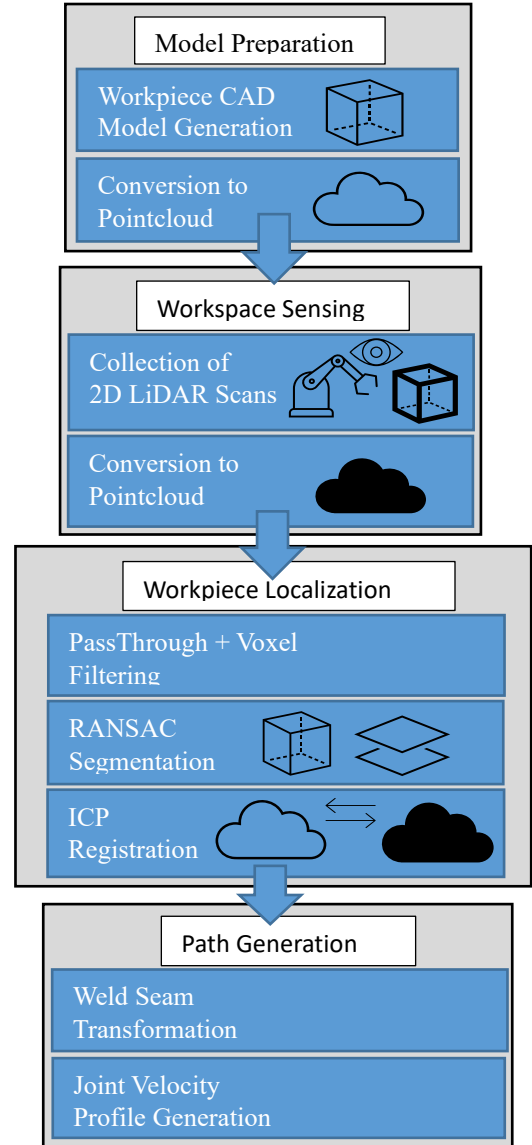 Model Preparation
Workpiece CAD
Model Generation
Conversion to
Pointcloud
Workspace Sensing
Collection of
2D LiDAR Scans
Conversion to
Pointcloud
Workpiece Localization
PassThrough + Voxel
Filtering
RANSAC
Segmentation
ICP
Registration
Path Generation
Weld Seam
Transformation
Joint Velocity
Profile Generation